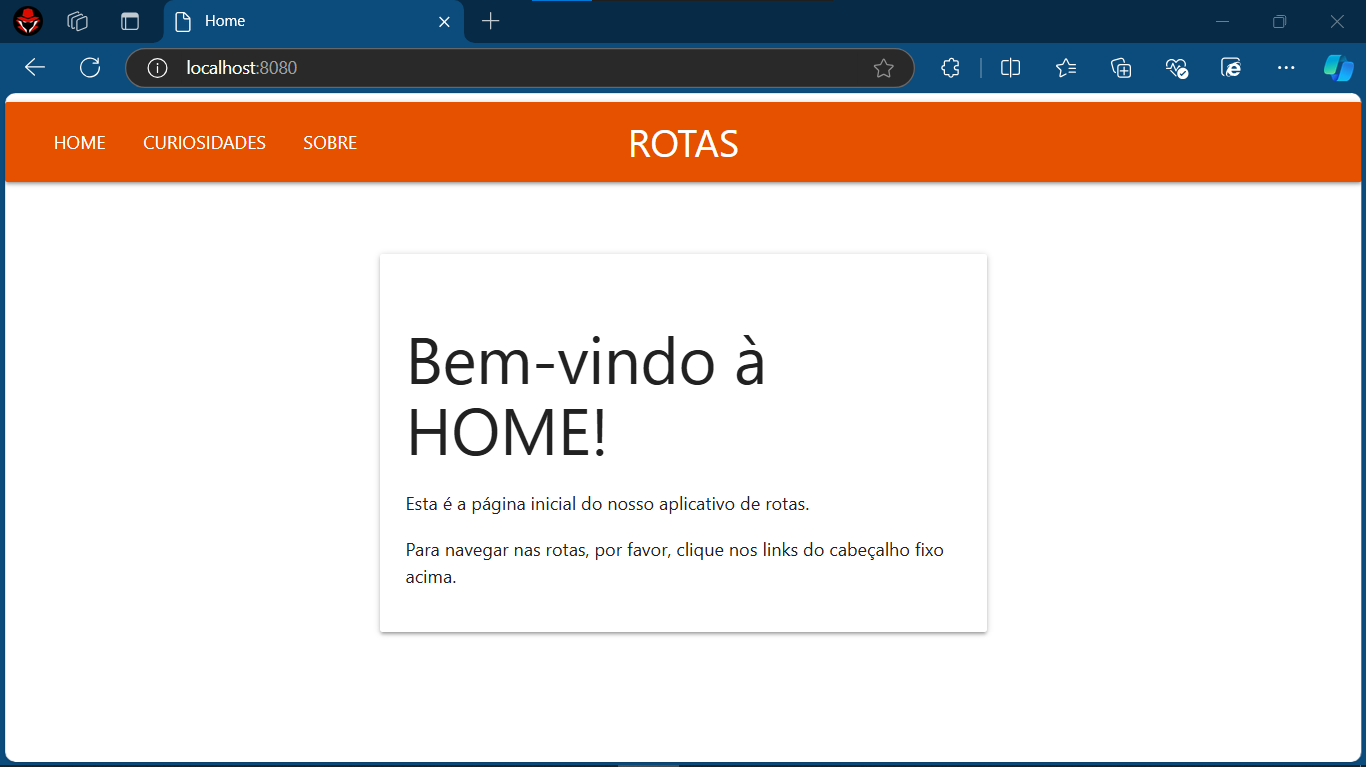 Home
localhost:8080
HOME CURIOSIDADES SOBRE ROTAS
Bem-vindo à
HOME!
Esta é a página inicial do nosso aplicativo de rotas.
Para navegar nas rotas, por favor, clique nos links do cabeçalho fixo
acima.